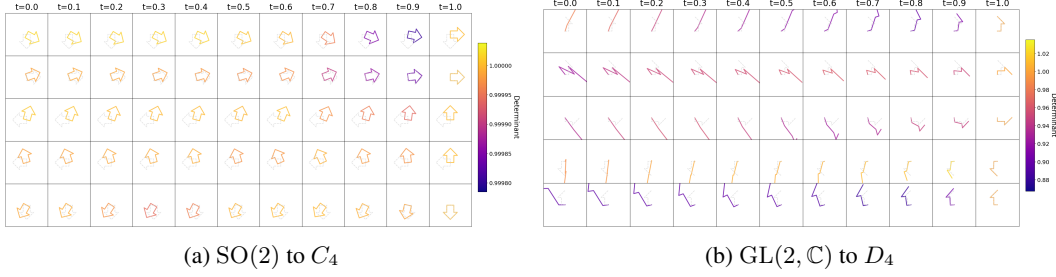 t=0.0 t=0.1 t=0.2 t=0.3 t=0.4 t=0.5 t=0.6 t=0.7 t=0.8 t=0.9 t=1.0
1.00000
0.99995
0.99990
0.99985
0.99980
Determinant
(a) SO(2) to C₄
t=0.0 t=0.1 t=0.2 t=0.3 t=0.4 t=0.5 t=0.6 t=0.7 t=0.8 t=0.9 t=1.0
1.02
1.00
0.98
0.96
0.94
0.92
0.90
0.88
Determinant
(b) GL(2, ℂ) to D₄